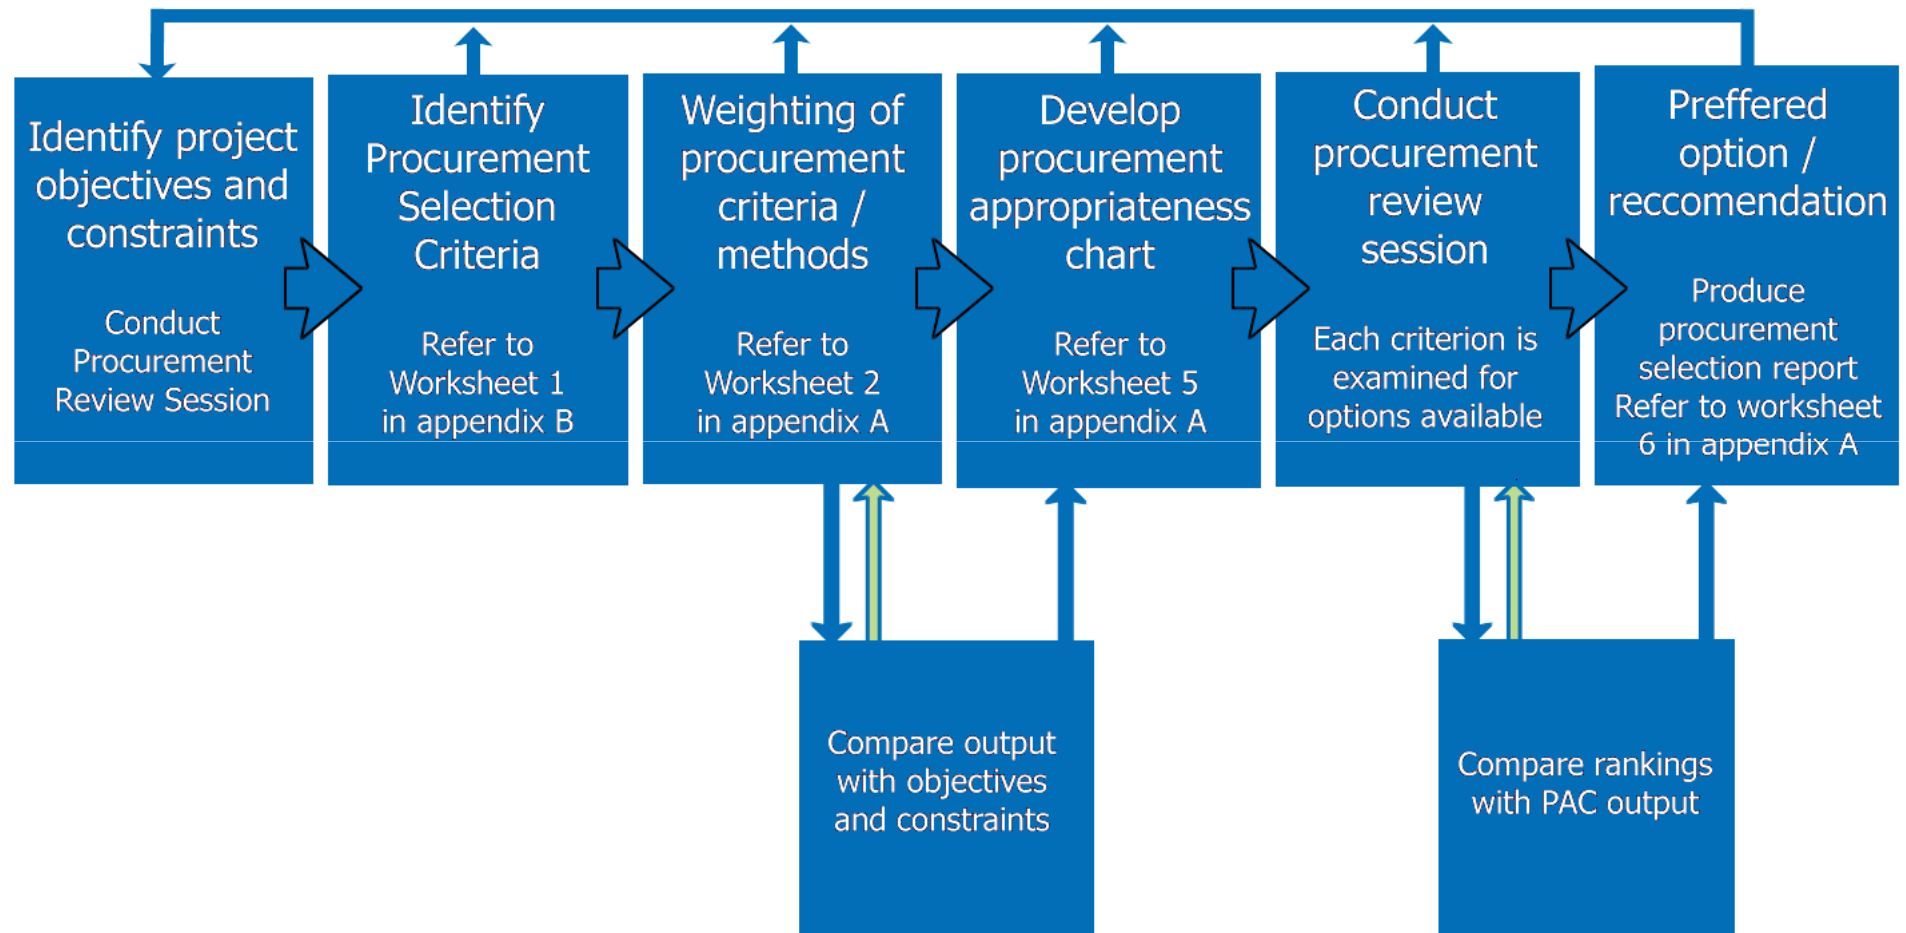 Identify project
objectives and
constraints
Conduct
Procurement
Review Session
Identify
Procurement
Selection
Criteria
Refer to
Worksheet 1
in appendix B
Weighting of
procurement
criteria /
methods
Refer to
Worksheet 2
in appendix A
Develop
procurement
appropriateness
chart
Refer to
Worksheet 5
in appendix A
Conduct
procurement
review
session
Each criterion is
examined for
options available
Preffered
option /
reccomendation
Produce
procurement
selection report
Refer to worksheet
6 in appendix A
Compare output
with objectives
and constraints
Compare rankings
with PAC output